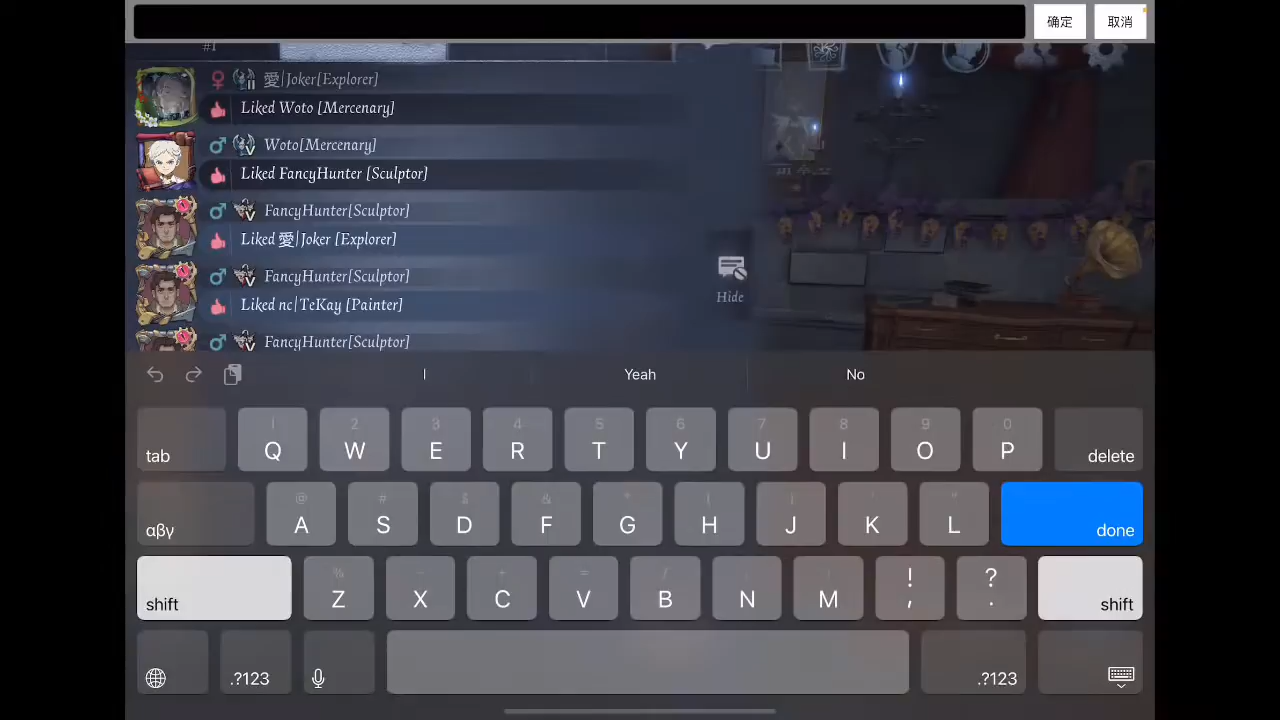 确定 取消
#1
愛|Joker[Explorer]
Liked Woto [Mercenary]
Woto[Mercenary]
Liked FancyHunter [Sculptor]
FancyHunter[Sculptor]
Liked 愛|Joker [Explorer]
FancyHunter[Sculptor]
Liked nc|TeKay [Painter]
FancyHunter[Sculptor]
Hide
I Yeah No
1 2 3 4 5 6 7 8 9 0
tab Q W E R T Y U I O P delete
@ # $ & * ( ) ' "
αβγ A S D F G H J K L done
% - + = / ; : ! ?
shift Z X C V B N M , . shift
.?123 .?123